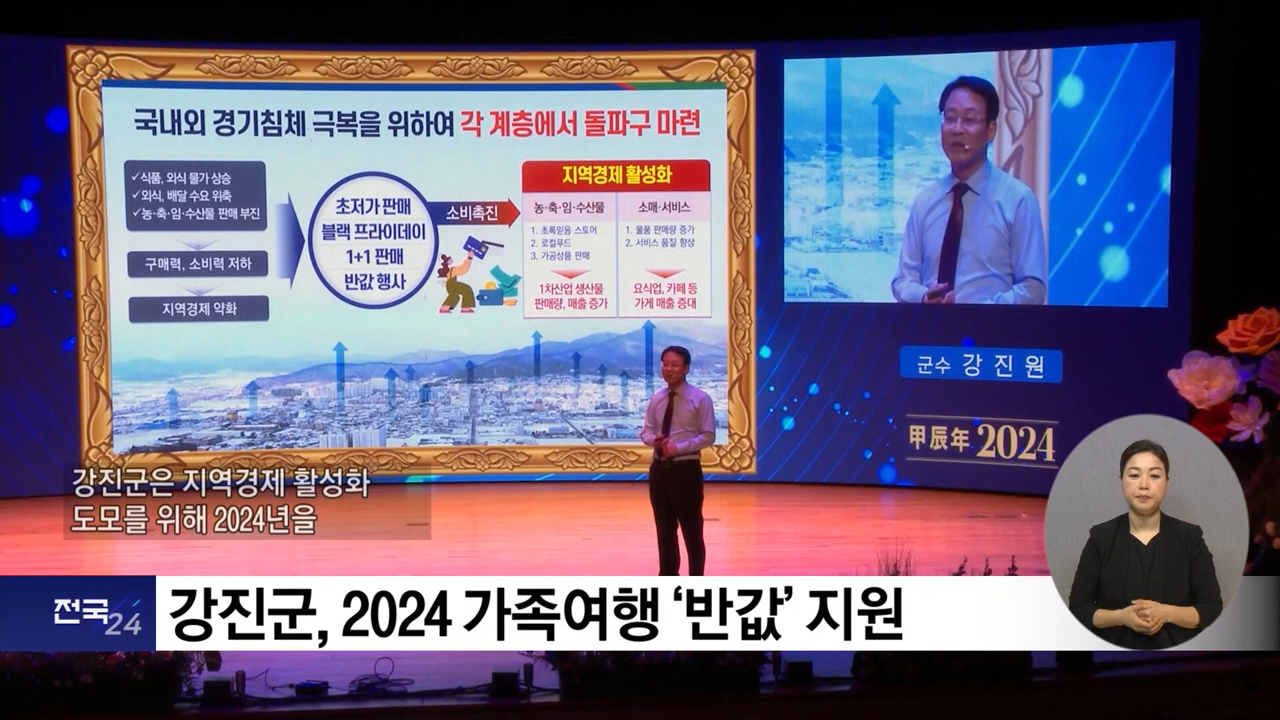 국내외 경기침체 극복을 위하여 각 계층에서 돌파구 마련
✓식품, 외식 물가 상승
✓외식, 배달 수요 위축
✓농·축·임·수산물 판매 부진
구매력, 소비력 저하
지역경제 약화
초저가 판매
블랙 프라이데이
1+1 판매
반값 행사
소비촉진
지역경제 활성화
농·축·임·수산물
1. 초록믿음 스토어
2. 로컬푸드
3. 가공상품 판매
1차산업 생산물
판매량, 매출 증가
소매·서비스
1. 물품 판매량 증가
2. 서비스 품질 향상
요식업, 카페 등
가게 매출 증대
군수 강진원
甲辰年 2024
강진군은 지역경제 활성화
도모를 위해 2024년을
전국24
강진군, 2024 가족여행 ‘반값’ 지원